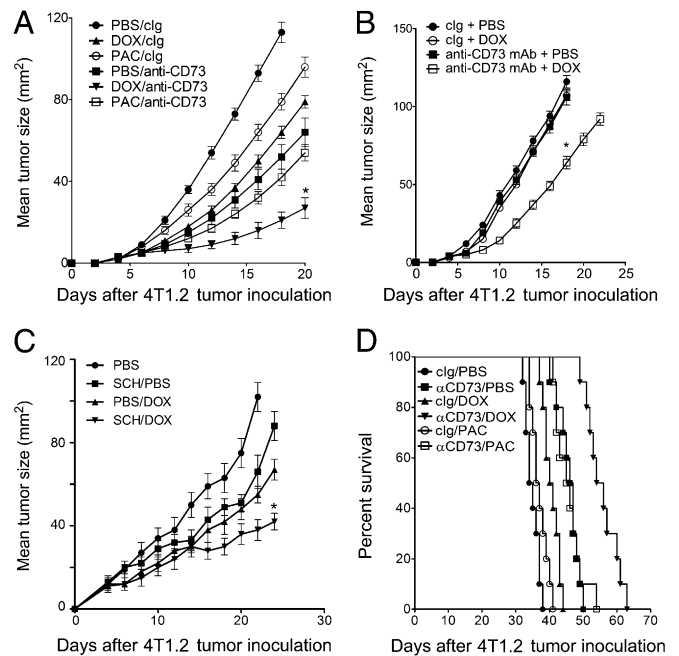 A
PBS/cIg
DOX/cIg
PAC/cIg
PBS/anti-CD73
DOX/anti-CD73
PAC/anti-CD73
Mean tumor size (mm²)
120
80
40
0
*
0 5 10 15 20
Days after 4T1.2 tumor inoculation
B
cIg + PBS
cIg + DOX
anti-CD73 mAb + PBS
anti-CD73 mAb + DOX
Mean tumor size (mm²)
150
100
50
0
*
0 5 10 15 20 25
Days after 4T1.2 tumor inoculation
C
PBS
SCH/PBS
PBS/DOX
SCH/DOX
Mean tumor size (mm²)
120
80
40
0
*
0 10 20 30
Days after 4T1.2 tumor inoculation
D
cIg/PBS
αCD73/PBS
cIg/DOX
αCD73/DOX
cIg/PAC
αCD73/PAC
Percent survival
100
80
60
40
20
0
0 10 20 30 40 50 60 70
Days after 4T1.2 tumor inoculation